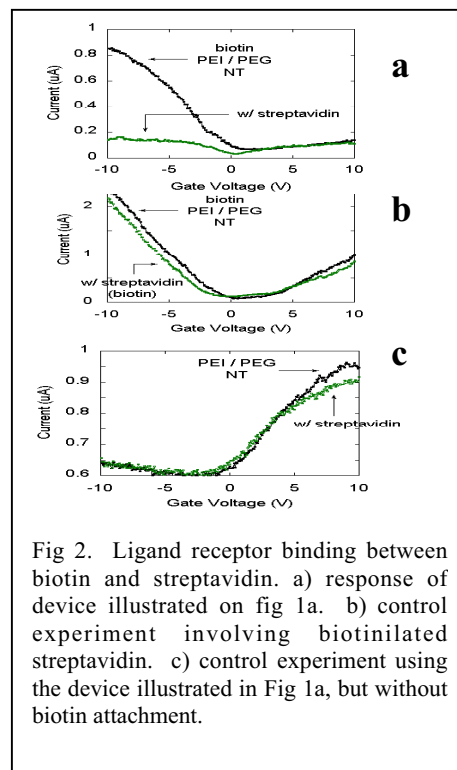 1
0.8
0.6
0.4
0.2
0
Current (uA)
biotin
PEI / PEG
NT
w/ streptavidin
a
-10 -5 0 5 10
Gate Voltage (V)
2
1
0
Current (uA)
biotin
PEI / PEG
NT
w/ streptavidin
(biotin)
b
-10 -5 0 5 10
Gate Voltage (V)
1
0.9
0.8
0.7
0.6
Current (uA)
PEI / PEG
NT
w/ streptavidin
c
-10 -5 0 5 10
Gate Voltage (V)
Fig 2. Ligand receptor binding between
biotin and streptavidin. a) response of
device illustrated on fig 1a. b) control
experiment involving biotinilated
streptavidin. c) control experiment using
the device illustrated in Fig 1a, but without
biotin attachment.